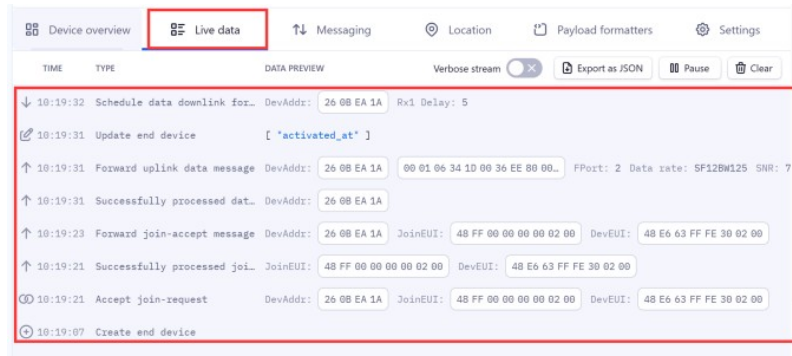 Device overview Live data Messaging Location Payload formatters Settings
TIME TYPE DATA PREVIEW Verbose stream Export as JSON Pause Clear
10:19:32 Schedule data downlink for… DevAddr: 26 0B EA 1A Rx1 Delay: 5
10:19:31 Update end device [ "activated_at" ]
10:19:31 Forward uplink data message DevAddr: 26 0B EA 1A 00 01 06 34 1D 00 36 EE 80 00… FPort: 2 Data rate: SF12BW125 SNR: 7
10:19:31 Successfully processed dat… DevAddr: 26 0B EA 1A
10:19:23 Forward join-accept message DevAddr: 26 0B EA 1A JoinEUI: 48 FF 00 00 00 00 02 00 DevEUI: 48 E6 63 FF FE 30 02 00
10:19:21 Successfully processed joi… JoinEUI: 48 FF 00 00 00 00 02 00 DevEUI: 48 E6 63 FF FE 30 02 00
10:19:21 Accept join-request DevAddr: 26 0B EA 1A JoinEUI: 48 FF 00 00 00 00 02 00 DevEUI: 48 E6 63 FF FE 30 02 00
10:19:07 Create end device